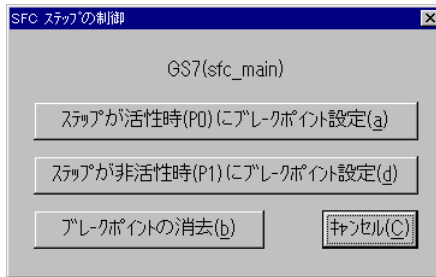 SFC ｽﾃｯﾌﾟの制御
GS7(sfc_main)
ｽﾃｯﾌﾟが活性時(P0)にﾌﾞﾚｰｸﾎﾟｲﾝﾄ設定(a)
ｽﾃｯﾌﾟが非活性時(P1)にﾌﾞﾚｰｸﾎﾟｲﾝﾄ設定(d)
ﾌﾞﾚｰｸﾎﾟｲﾝﾄの消去(b) ｷｬﾝｾﾙ(C)